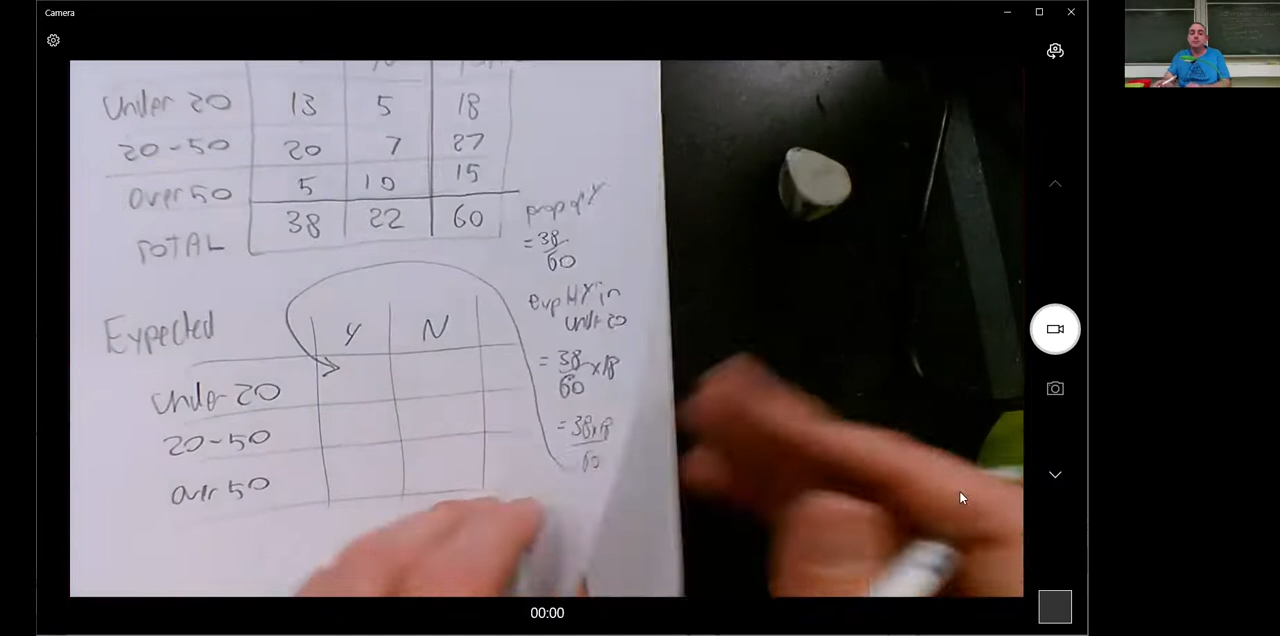 Camera
Under 20 13 5 18
20-50 20 7 27
Over 50 5 10 15
TOTAL 38 22 60
prop of Y
= 38/60
exp # Y in
under 20
= 38/60 x 18
= 38x18/60
Expected Y N
Under 20
20-50
Over 50
00:00